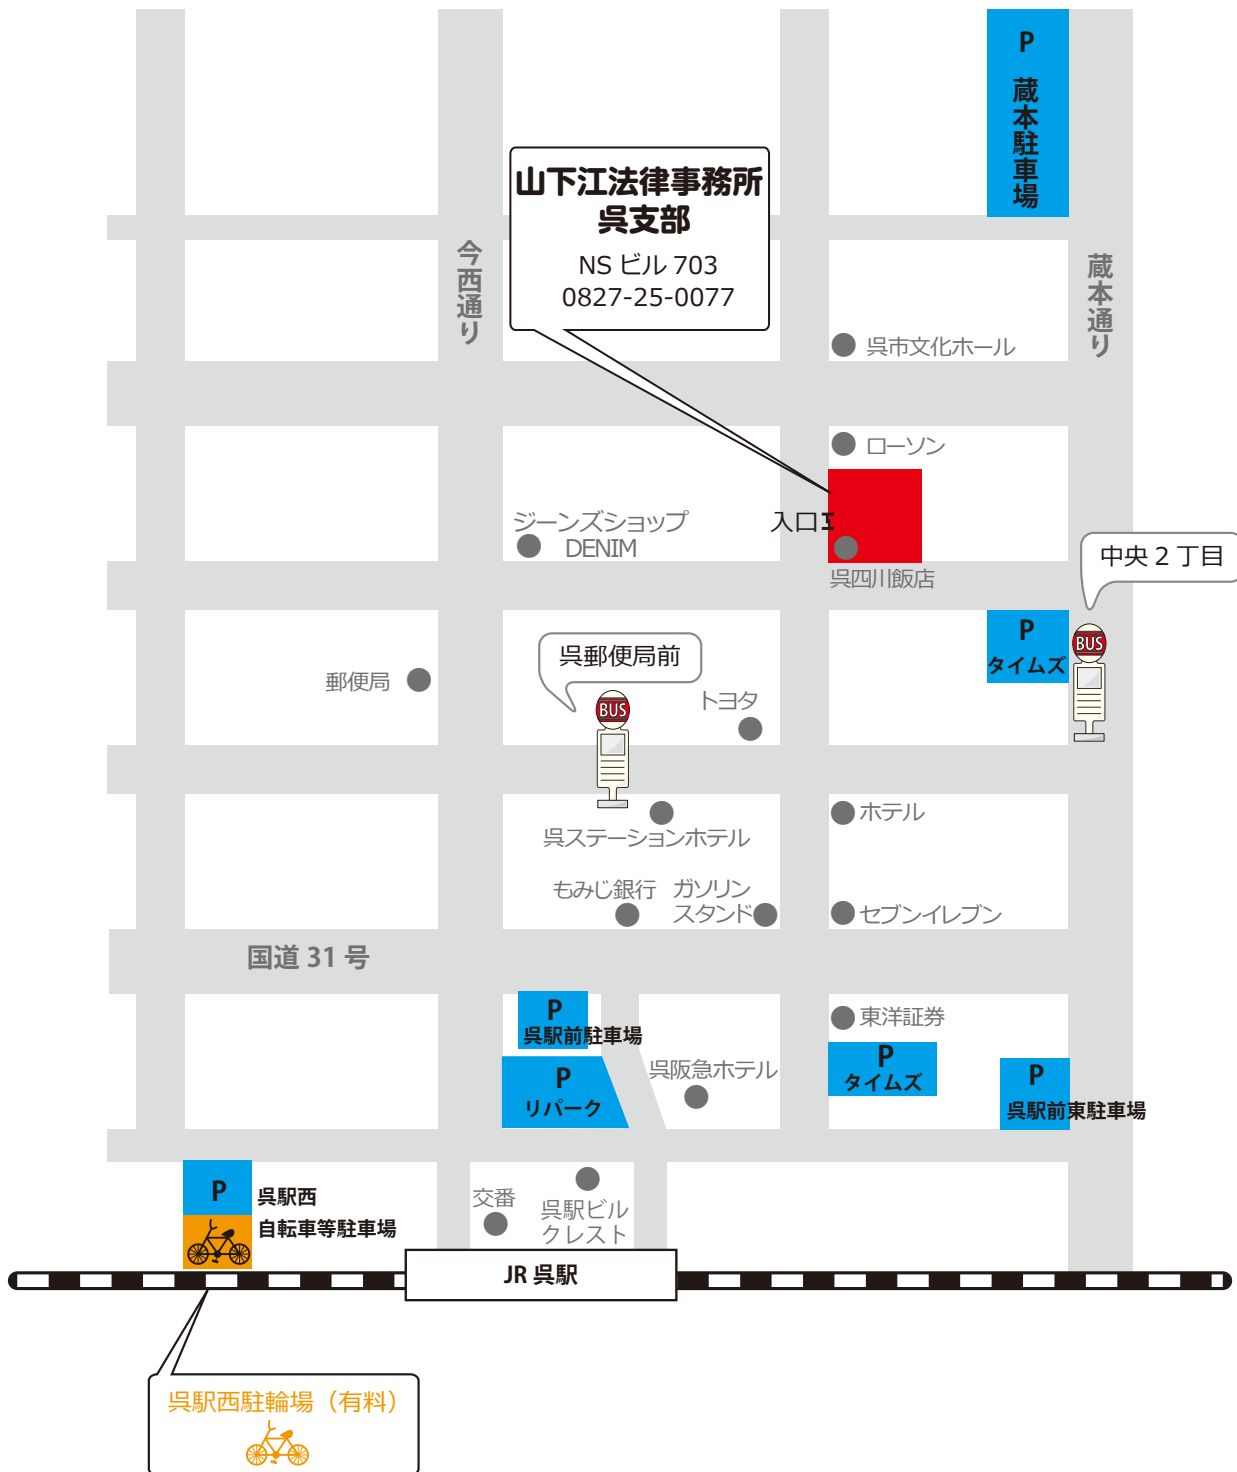 P
蔵本駐車場
山下江法律事務所
呉支部
NS ビル 703
0827-25-0077
今西通り
蔵本通り
呉市文化ホール
ローソン
入口
ジーンズショップ
DENIM
呉四川飯店
中央 2 丁目
P
タイムズ
BUS
呉郵便局前
郵便局
BUS
トヨタ
呉ステーションホテル
ホテル
もみじ銀行
ガソリン
スタンド
セブンイレブン
国道 31 号
P
呉駅前駐車場
東洋証券
P
リパーク
呉阪急ホテル
P
タイムズ
P
呉駅前東駐車場
P
呉駅西
自転車等駐車場
交番
呉駅ビル
クレスト
JR 呉駅
呉駅西駐輪場（有料）